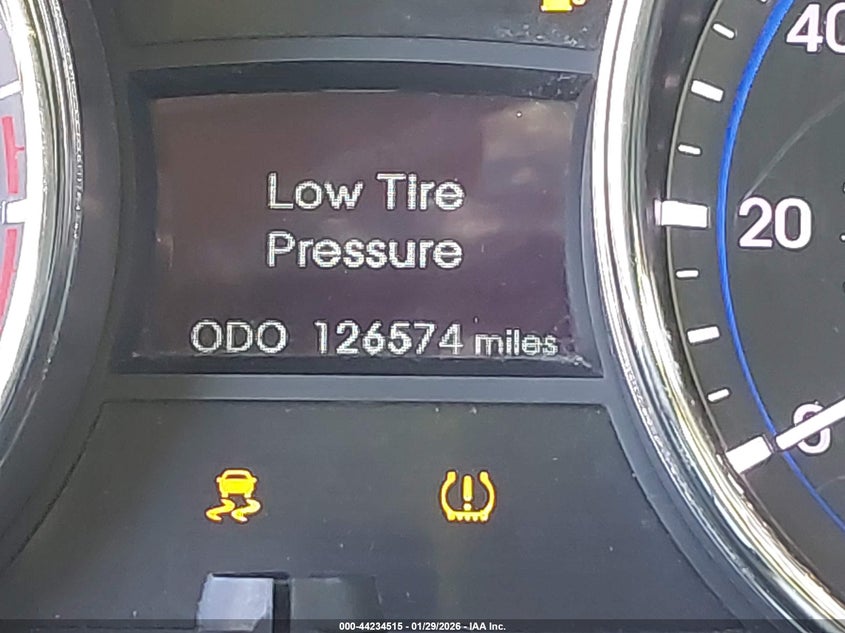 40
Low Tire
Pressure
20
ODO 126574 miles
0
000-44234515 - 01/29/2026 - IAA Inc.